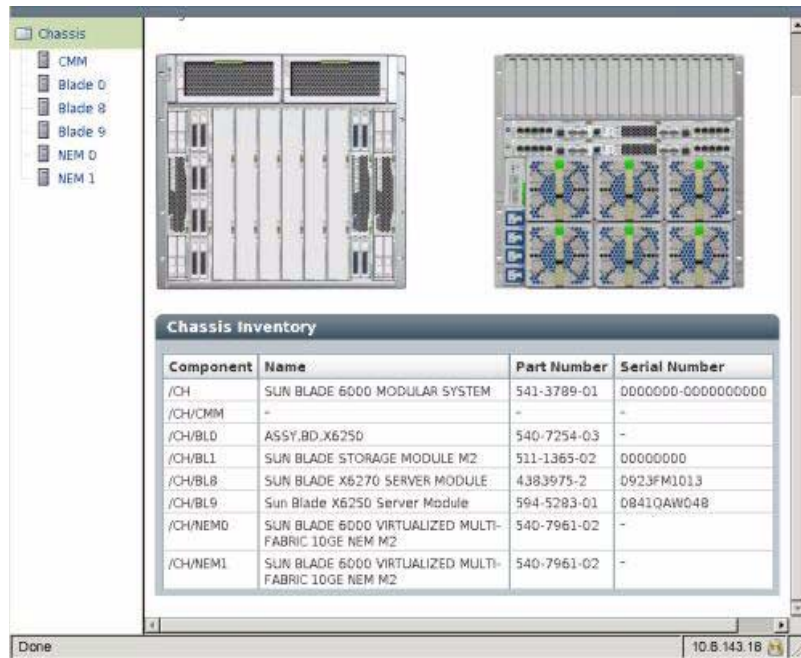 Chassis
CMM
Blade 0
Blade 8
Blade 9
NEM 0
NEM 1
Chassis Inventory
Component Name Part Number Serial Number
/CH SUN BLADE 6000 MODULAR SYSTEM 541-3789-01 0000000-0000000000
/CH/CMM - - -
/CH/BL0 ASSY,BD,X6250 540-7254-03 -
/CH/BL1 SUN BLADE STORAGE MODULE M2 511-1365-02 00000000
/CH/BL8 SUN BLADE X6270 SERVER MODULE 4383975-2 0923FM1013
/CH/BL9 Sun Blade X6250 Server Module 594-5283-01 0841QAW048
/CH/NEM0 SUN BLADE 6000 VIRTUALIZED MULTI- 540-7961-02 -
FABRIC 10GE NEM M2
/CH/NEM1 SUN BLADE 6000 VIRTUALIZED MULTI- 540-7961-02 -
FABRIC 10GE NEM M2
Done 10.8.143.18